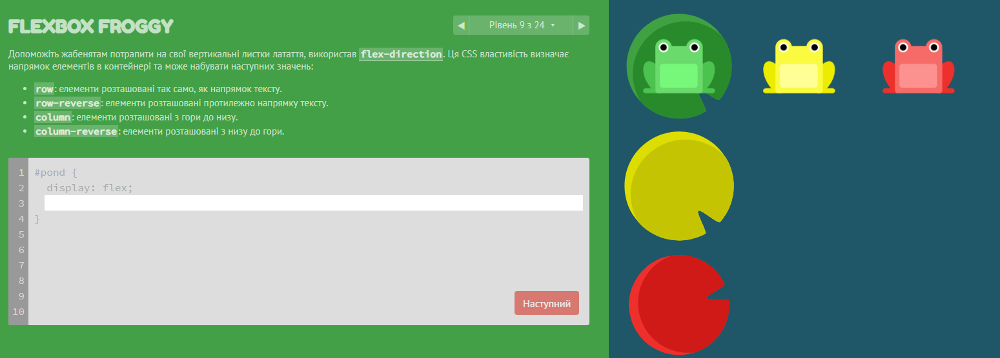 FLEXBOX FROGGY
◀ Рівень 9 з 24 ▾ ▶
Допоможіть жабенятам потрапити на свої вертикальні листки латаття, використав flex-direction. Ця CSS властивість визначає
напрямок елементів в контейнері та може набувати наступних значень:
• row: елементи розташовані так само, як напрямок тексту.
• row-reverse: елементи розташовані протилежно напрямку тексту.
• column: елементи розташовані з гори до низу.
• column-reverse: елементи розташовані з низу до гори.
1 #pond {
2 display: flex;
3
4 }
5
6
7
8
9
10
Наступний